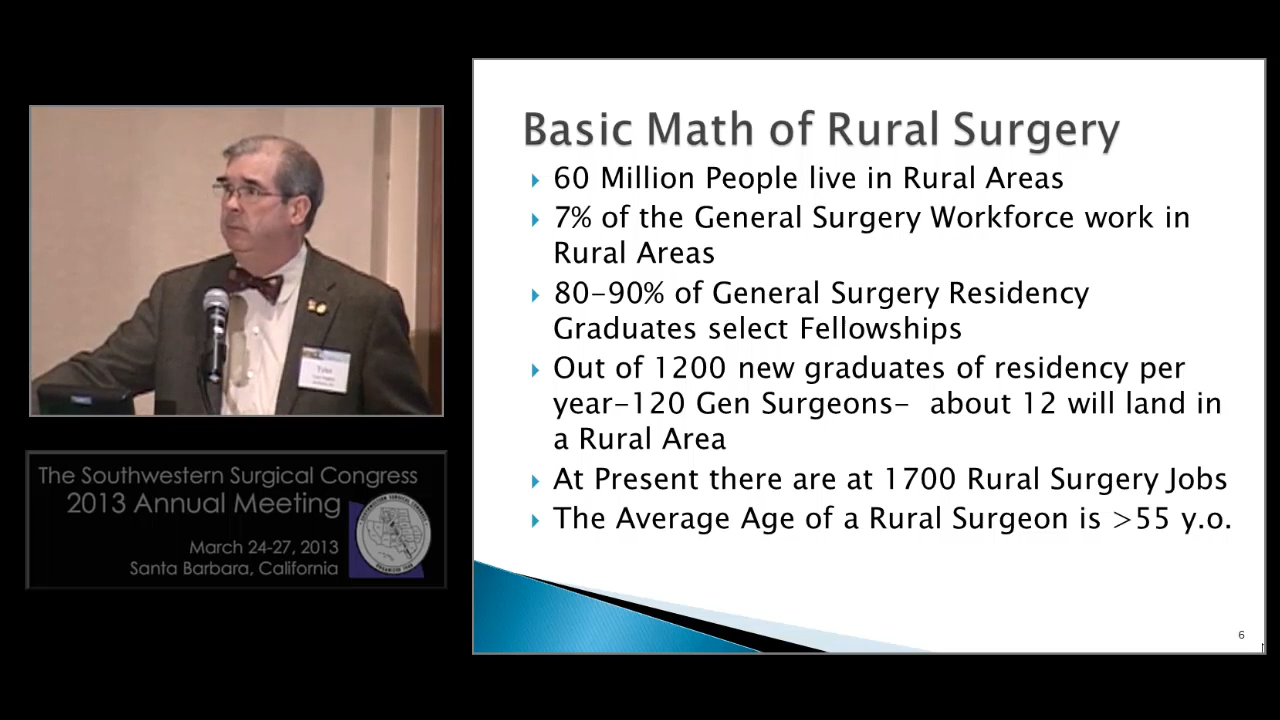 Basic Math of Rural Surgery
60 Million People live in Rural Areas
7% of the General Surgery Workforce work in
Rural Areas
80-90% of General Surgery Residency
Graduates select Fellowships
Out of 1200 new graduates of residency per
year-120 Gen Surgeons- about 12 will land in
a Rural Area
At Present there are at 1700 Rural Surgery Jobs
The Average Age of a Rural Surgeon is >55 y.o.
6
Tyler
The Southwestern Surgical Congress
2013 Annual Meeting
March 24-27, 2013
Santa Barbara, California